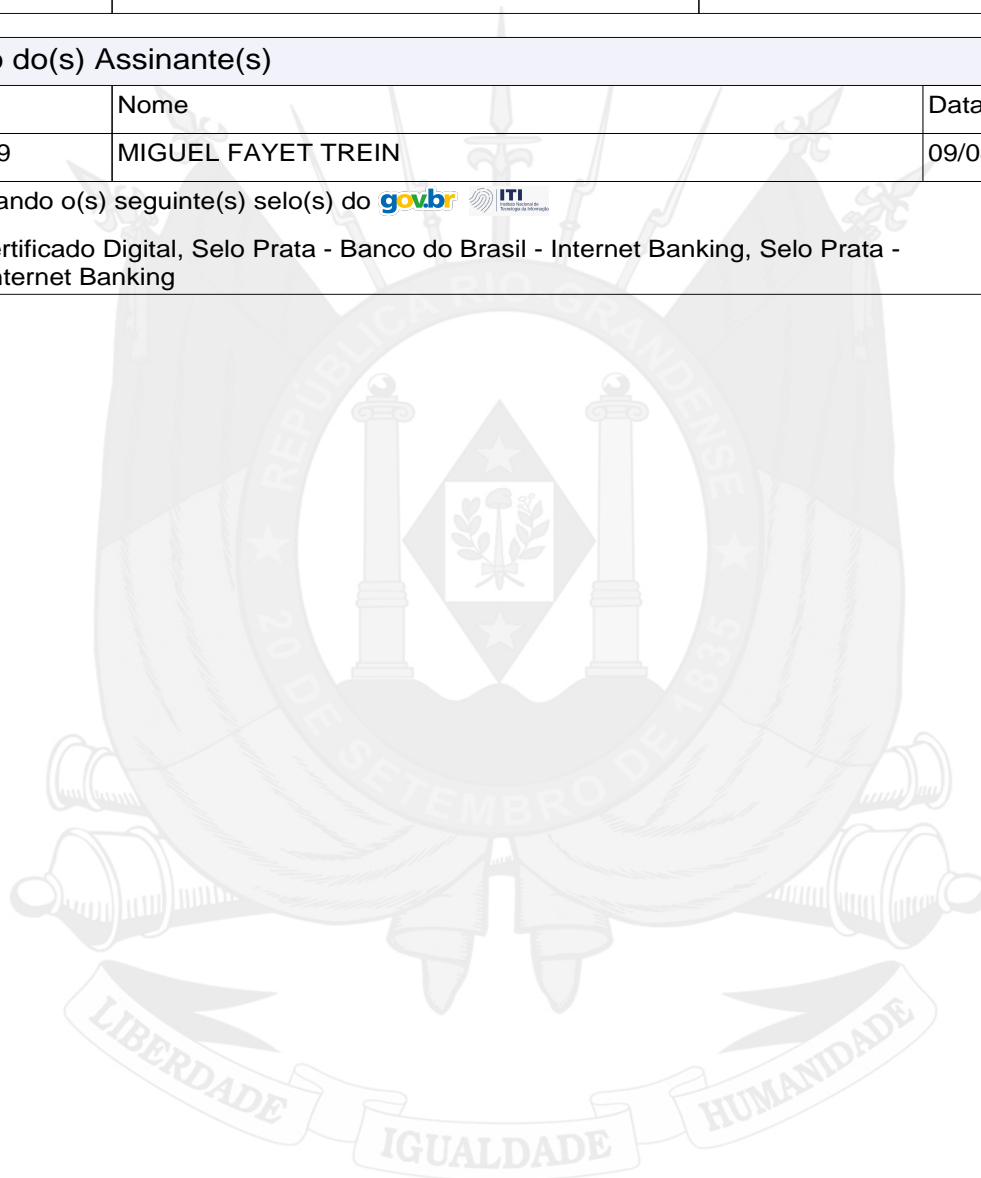 o do(s) Assinante(s)
Nome Data
9 MIGUEL FAYET TREIN 09/0
ando o(s) seguinte(s) selo(s) do gov.br ITI
ertificado Digital, Selo Prata - Banco do Brasil - Internet Banking, Selo Prata -
nternet Banking
REPÚBLICA RIO GRANDENSE
20 DE SETEMBRO DE 1835
LIBERDADE IGUALDADE HUMANIDADE